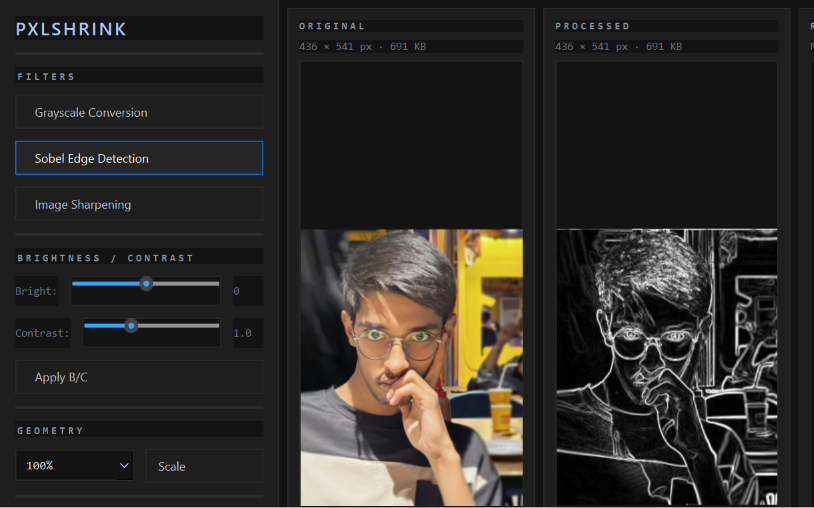 PXLSHRINK
FILTERS
Grayscale Conversion
Sobel Edge Detection
Image Sharpening
BRIGHTNESS / CONTRAST
Bright:
0
Contrast:
1.0
Apply B/C
GEOMETRY
100%
Scale
ORIGINAL
436 × 541 px · 691 KB
PROCESSED
436 × 541 px · 691 KB